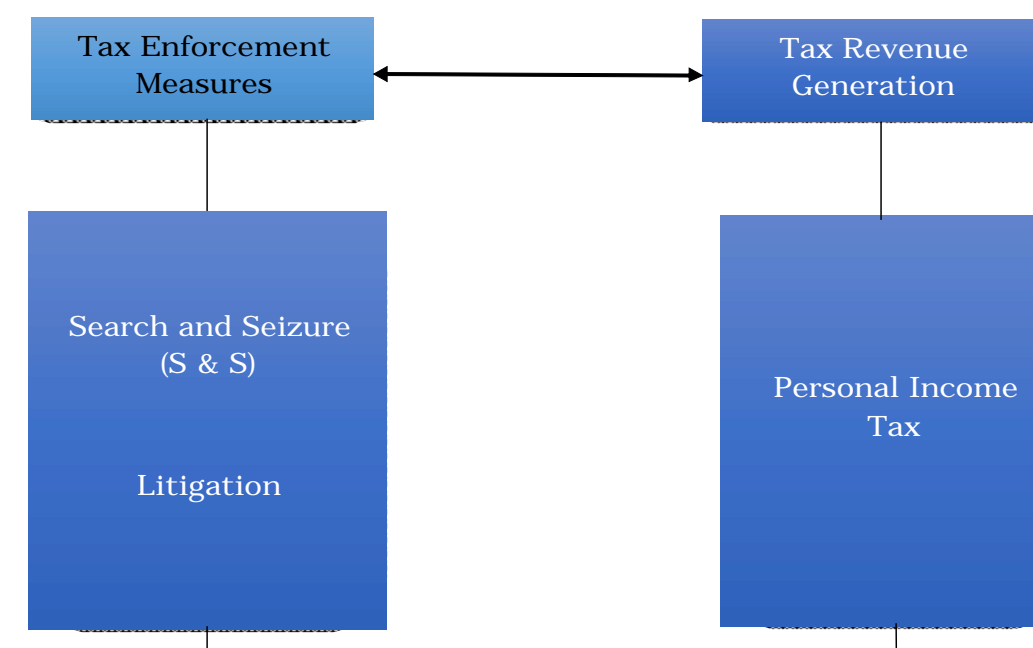 Tax Enforcement
Measures
Tax Revenue
Generation
Search and Seizure
(S & S)
Litigation
Personal Income
Tax